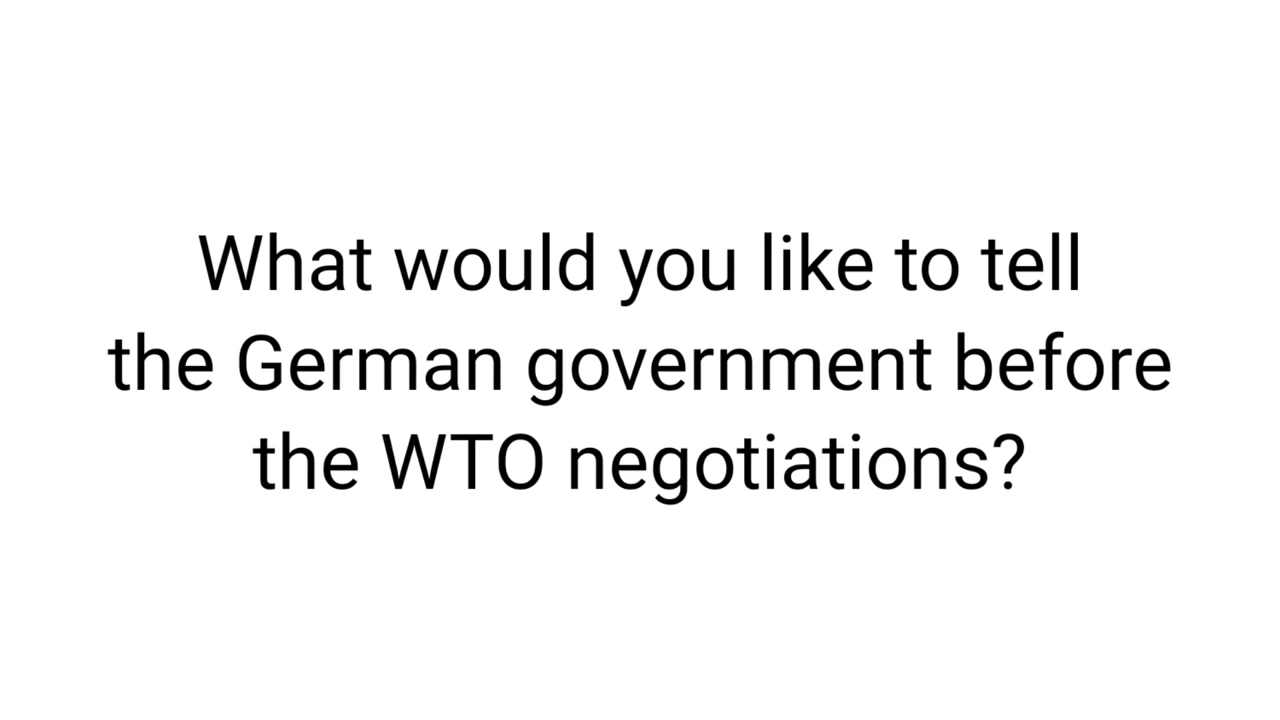 What would you like to tell
the German government before
the WTO negotiations?